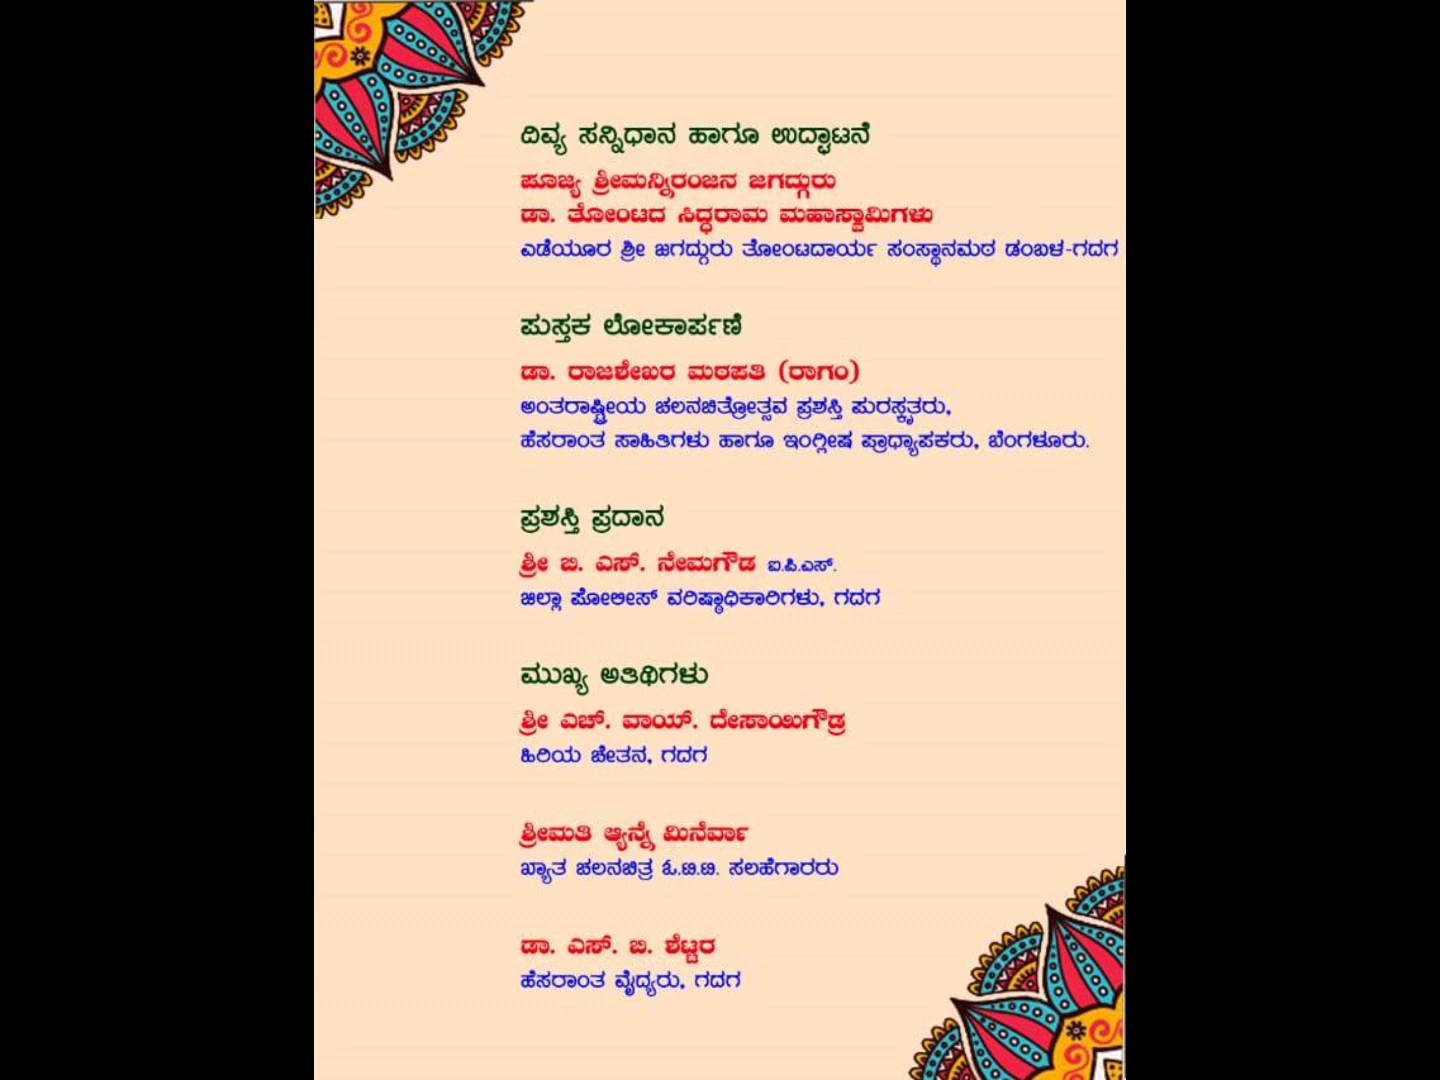 ದಿವ್ಯ ಸನ್ನಿಧಾನ ಹಾಗೂ ಉದ್ಘಾಟನೆ
ಪೂಜ್ಯ ಶ್ರೀಮನ್ನಿರಂಜನ ಜಗದ್ಗುರು
ಡಾ. ತೋಂಟದ ಸಿದ್ಧರಾಮ ಮಹಾಸ್ವಾಮಿಗಳು
ಎಡೆಯೂರ ಶ್ರೀ ಜಗದ್ಗುರು ತೋಂಟದಾರ್ಯ ಸಂಸ್ಥಾನಮಠ ಡಂಬಳ-ಗದಗ
ಪುಸ್ತಕ ಲೋಕಾರ್ಪಣೆ
ಡಾ. ರಾಜಶೇಖರ ಮಠಪತಿ (ರಾಗಂ)
ಅಂತರಾಷ್ಟ್ರೀಯ ಚಲನಚಿತ್ರೋತ್ಸವ ಪ್ರಶಸ್ತಿ ಪುರಸ್ಕೃತರು,
ಹೆಸರಾಂತ ಸಾಹಿತಿಗಳು ಹಾಗೂ ಇಂಗ್ಲೀಷ ಪ್ರಾಧ್ಯಾಪಕರು, ಬೆಂಗಳೂರು.
ಪ್ರಶಸ್ತಿ ಪ್ರದಾನ
ಶ್ರೀ ಬಿ. ಎಸ್. ನೇಮಗೌಡ ಐ.ಪಿ.ಎಸ್.
ಜಿಲ್ಲಾ ಪೋಲೀಸ್ ವರಿಷ್ಠಾಧಿಕಾರಿಗಳು, ಗದಗ
ಮುಖ್ಯ ಅತಿಥಿಗಳು
ಶ್ರೀ ಎಚ್. ವಾಯ್. ದೇಸಾಯಿಗೌಡ್ರ
ಹಿರಿಯ ಚೇತನ, ಗದಗ
ಶ್ರೀಮತಿ ಆ್ಯನ್ನೆ ಮಿನೆರ್ವಾ
ಖ್ಯಾತ ಚಲನಚಿತ್ರ ಓ.ಟಿ.ಟಿ. ಸಲಹೆಗಾರರು
ಡಾ. ಎಸ್. ಬಿ. ಶೆಟ್ಟರ
ಹೆಸರಾಂತ ವೈದ್ಯರು, ಗದಗ